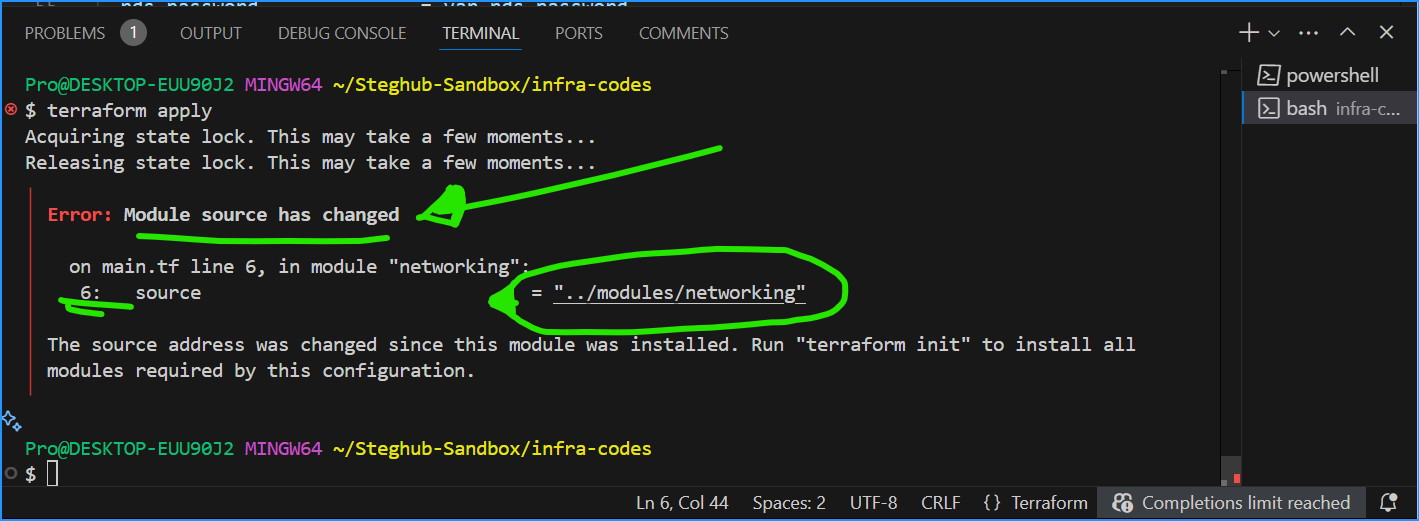 PROBLEMS 1 OUTPUT DEBUG CONSOLE TERMINAL PORTS COMMENTS
Pro@DESKTOP-EUU90J2 MINGW64 ~/Steghub-Sandbox/infra-codes
$ terraform apply
Acquiring state lock. This may take a few moments...
Releasing state lock. This may take a few moments...
Error: Module source has changed
on main.tf line 6, in module "networking":
6: source = "../modules/networking"
The source address was changed since this module was installed. Run "terraform init" to install all
modules required by this configuration.
Pro@DESKTOP-EUU90J2 MINGW64 ~/Steghub-Sandbox/infra-codes
$
powershell
bash infra-c...
Ln 6, Col 44 Spaces: 2 UTF-8 CRLF {} Terraform Completions limit reached